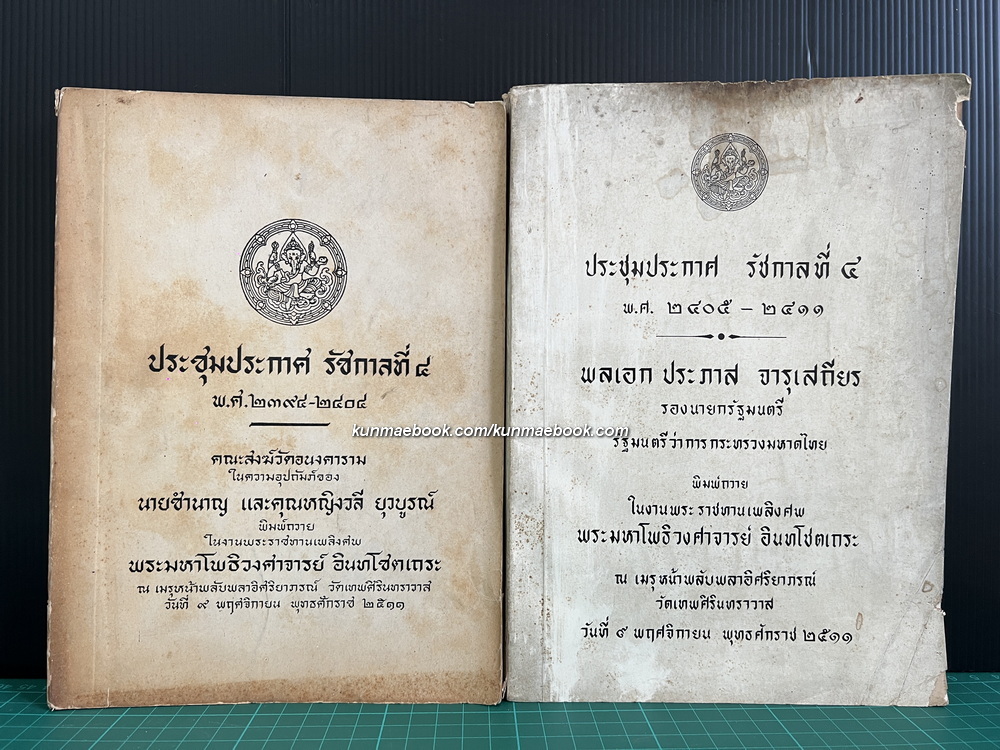 ประชุมประกาศ รัชกาลที่ ๔
พ.ศ. ๒๓๙๔-๒๔๐๔
คณะสงฆ์วัดอนงคาราม
ในความอุปถัมภ์ของ
นายชำนาญ และคุณหญิงวลี ยุวบูรณ์
พิมพ์ถวาย
ในงานพระราชทานเพลิงศพ
พระมหาโพธิวงศาจารย์ อินทโชตเถระ
ณ เมรุหน้าพลับพลาอิศริยาภรณ์ วัดเทพศิรินทราวาส
วันที่ ๙ พฤศจิกายน พุทธศักราช ๒๕๑๑
ประชุมประกาศ รัชกาลที่ ๔
พ.ศ. ๒๔๐๕ – ๒๔๑๑
พลเอก ประภาส จารุเสถียร
รองนายกรัฐมนตรี
รัฐมนตรีว่าการกระทรวงมหาดไทย
พิมพ์ถวาย
ในงานพระราชทานเพลิงศพ
พระมหาโพธิวงศาจารย์ อินทโชตเถระ
ณ เมรุหน้าพลับพลาอิศริยาภรณ์
วัดเทพศิรินทราวาส
วันที่ ๙ พฤศจิกายน พุทธศักราช ๒๕๑๑
kunmaebook.com/kunmaebook.com